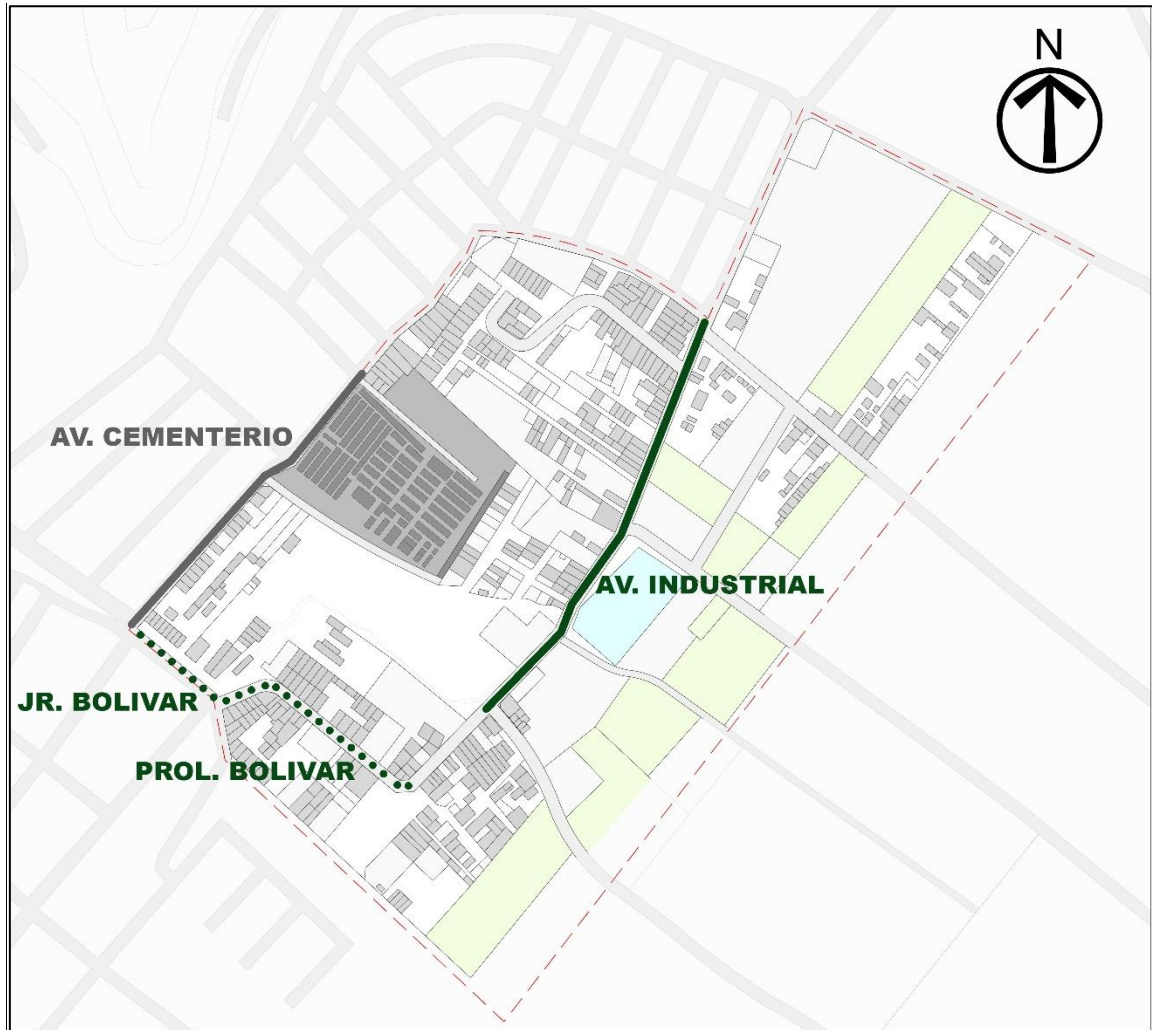 N
AV. CEMENTERIO
AV. INDUSTRIAL
JR. BOLIVAR
PROL. BOLIVAR